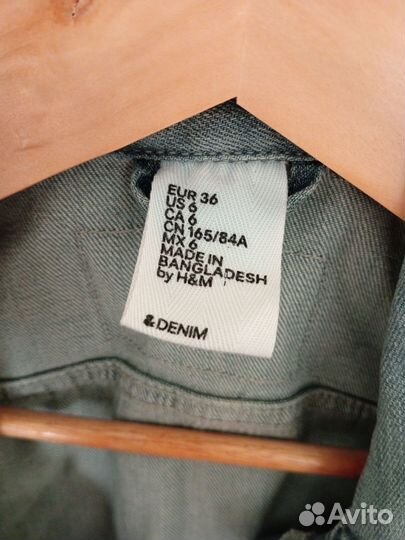 EUR 36
US 6
CA 6
CN 165/84A
MX 6
MADE IN
BANGLADESH
by H&M
& DENIM
Avito